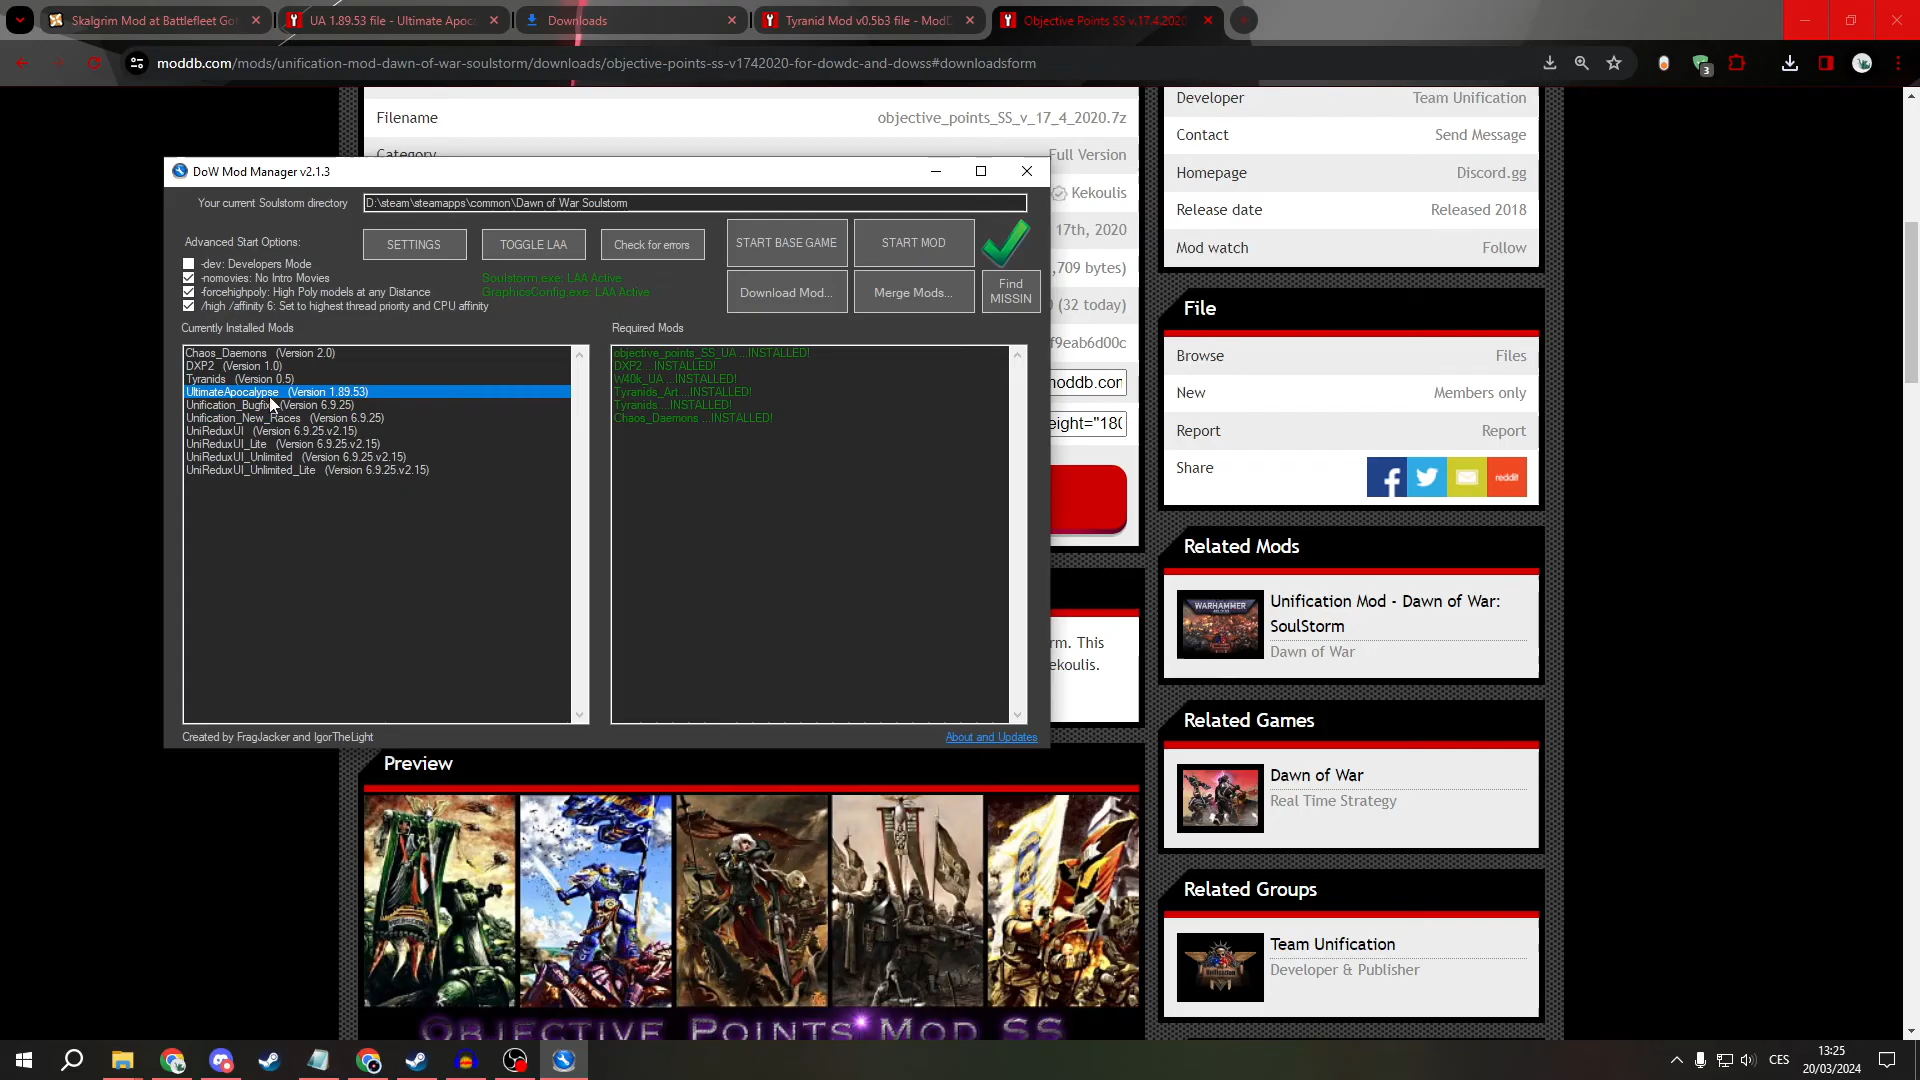 Skalgrim Mod at Battlefleet Got
UA 1.89.53 file - Ultimate Apoca
Downloads
Tyranid Mod v0.5b3 file - ModD
Objective Points SS v.17.4.2020
moddb.com/mods/unification-mod-dawn-of-war-soulstorm/downloads/objective-points-ss-v1742020-for-dowdc-and-dowss#downloadsform
3
Filename
objective_points_SS_v_17_4_2020.7z
Category
Full Version
Kekoulis
17th, 2020
,709 bytes)
(32 today)
f9eab6d00c
moddb.con
eight="180
rm. This
ekoulis.
DoW Mod Manager v2.1.3
Your current Soulstorm directory
D:\steam\steamapps\common\Dawn of War Soulstorm
Advanced Start Options:
SETTINGS
TOGGLE LAA
Check for errors
START BASE GAME
START MOD
-dev: Developers Mode
-nomovies: No Intro Movies
-forcehighpoly: High Poly models at any Distance
/high /affinity 6: Set to highest thread priority and CPU affinity
Soulstorm.exe: LAA Active
GraphicsConfig.exe: LAA Active
Download Mod...
Merge Mods...
Find
MISSIN
Currently Installed Mods
Chaos_Daemons (Version 2.0)
DXP2 (Version 1.0)
Tyranids (Version 0.5)
UltimateApocalypse (Version 1.89.53)
Unification_Bugfix (Version 6.9.25)
Unification_New_Races (Version 6.9.25)
UniReduxUI (Version 6.9.25.v2.15)
UniReduxUI_Lite (Version 6.9.25.v2.15)
UniReduxUI_Unlimited (Version 6.9.25.v2.15)
UniReduxUI_Unlimited_Lite (Version 6.9.25.v2.15)
Required Mods
objective_points_SS_UA ...INSTALLED!
DXP2 ...INSTALLED!
W40k_UA ...INSTALLED!
Tyranids_Art ...INSTALLED!
Tyranids ...INSTALLED!
Chaos_Daemons ...INSTALLED!
Created by FragJacker and IgorTheLight
About and Updates
Preview
OBJECTIVE POINTS MOD SS
Developer
Team Unification
Contact
Send Message
Homepage
Discord.gg
Release date
Released 2018
Mod watch
Follow
File
Browse
Files
New
Members only
Report
Report
Share
reddit
Related Mods
WARHAMMER
Unification Mod - Dawn of War:
SoulStorm
Dawn of War
Related Games
Dawn of War
Real Time Strategy
Related Groups
Unification
Team Unification
Developer & Publisher
CES
13:25
20/03/2024